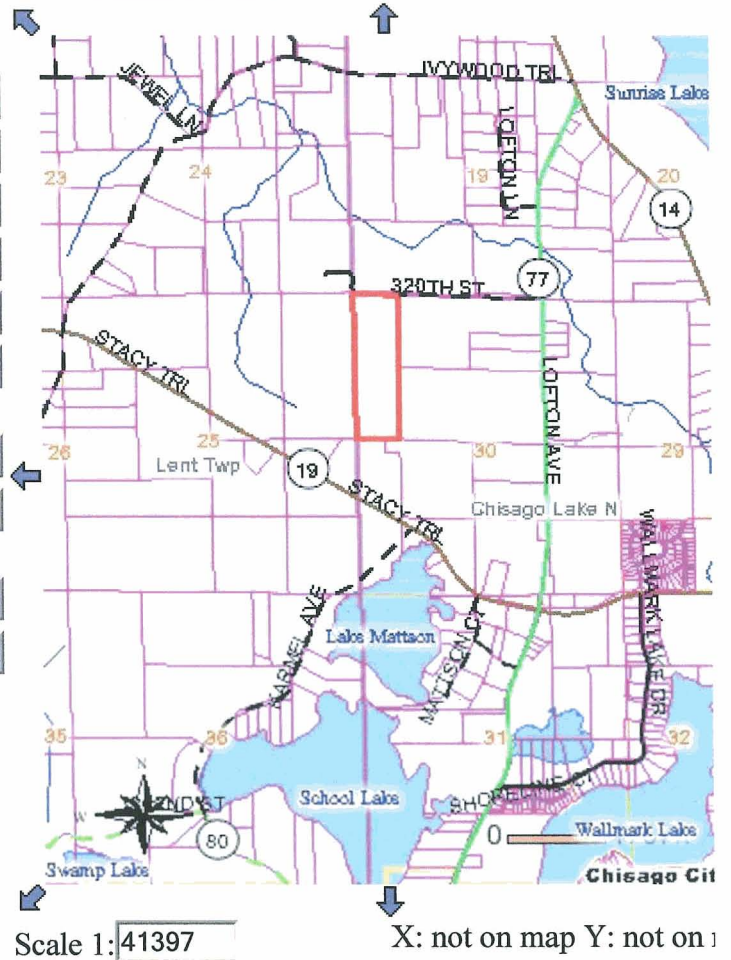 IVYWOOD TRL
JEWELL LN
Sunrise Lake
LOFTON LN
23
24
19
20
14
77
320TH ST
STACY TRL
LOFTON AVE
26
25
30
29
Lent Twp
19
STACY TRL
Chisago Lake N
WALLMARK LAKE DR
KARMEL AVE
Lake Mattson
35
36
31
32
N
School Lake
W
80
0
Wallmark Lake
Swamp Lake
Chisago Cit
Scale 1: 41397
X: not on map Y: not on